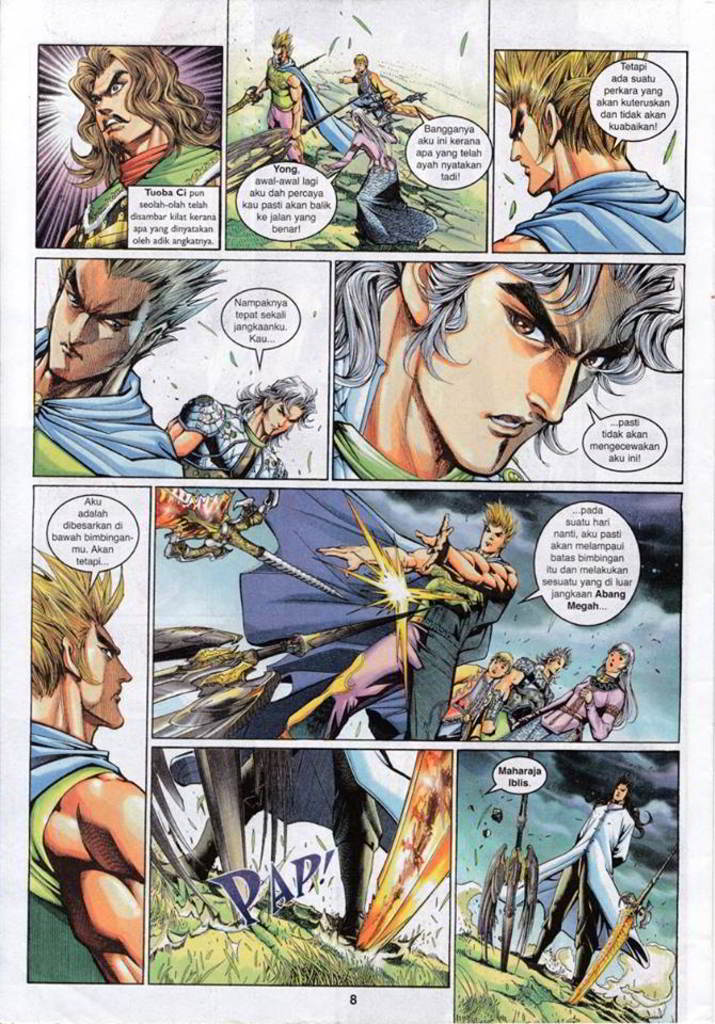 Tuoba Ci pun
seolah-olah telah
disambar kilat kerana
apa yang dinyatakan
oleh adik angkatnya.
Yong,
awal-awal lagi
aku dah percaya
kau pasti akan balik
ke jalan yang
benar!
Bangganya
aku ini kerana
apa yang telah
ayah nyatakan
tadi!
Tetapi
ada suatu
perkara yang
akan kuteruskan
dan tidak akan
kuabaikan!
Nampaknya
tepat sekali
jangkaanku.
Kau...
...pasti
tidak akan
mengecewakan
aku ini!
Aku
adalah
dibesarkan di
bawah bimbingan-
mu. Akan
tetapi...
...pada
suatu hari
nanti, aku pasti
akan melampaui
batas bimbingan
itu dan melakukan
sesuatu yang di luar
jangkaan Abang
Megah...
PAP!
Maharaja
Iblis.
8